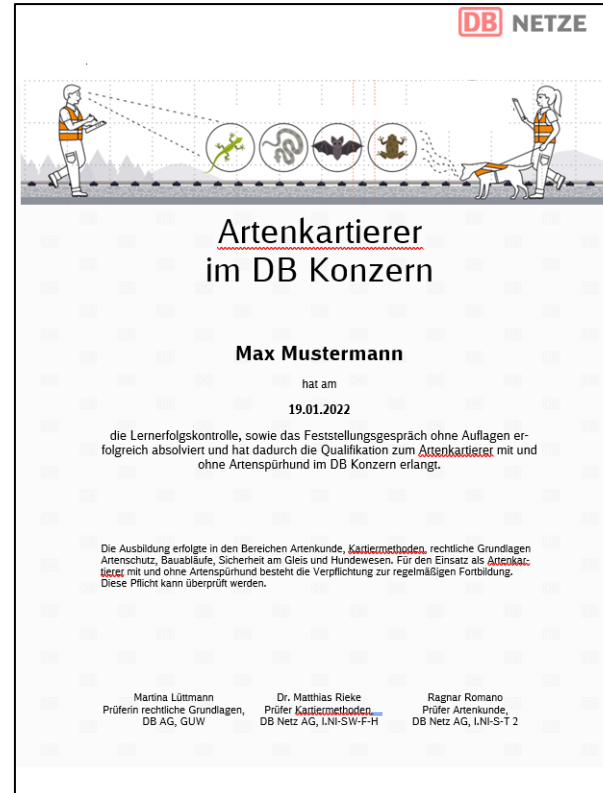 DB NETZE
Artenkartierer
im DB Konzern
Max Mustermann
hat am
19.01.2022
die Lernerfolgskontrolle, sowie das Feststellungsgespräch ohne Auflagen er-
folgreich absolviert und hat dadurch die Qualifikation zum Artenkartierer mit und
ohne Artenspürhund im DB Konzern erlangt.
Die Ausbildung erfolgte in den Bereichen Artenkunde, Kartiermethoden, rechtliche Grundlagen
Artenschutz, Bauabläufe, Sicherheit am Gleis und Hundewesen. Für den Einsatz als Artenkar-
tierer mit und ohne Artenspürhund besteht die Verpflichtung zur regelmäßigen Fortbildung.
Diese Pflicht kann überprüft werden.
Martina Lüttmann
Prüferin rechtliche Grundlagen,
DB AG, GUW
Dr. Matthias Rieke
Prüfer Kartiermethoden,
DB Netz AG, I.NI-SW-F-H
Ragnar Romano
Prüfer Artenkunde,
DB Netz AG, I.NI-S-T 2